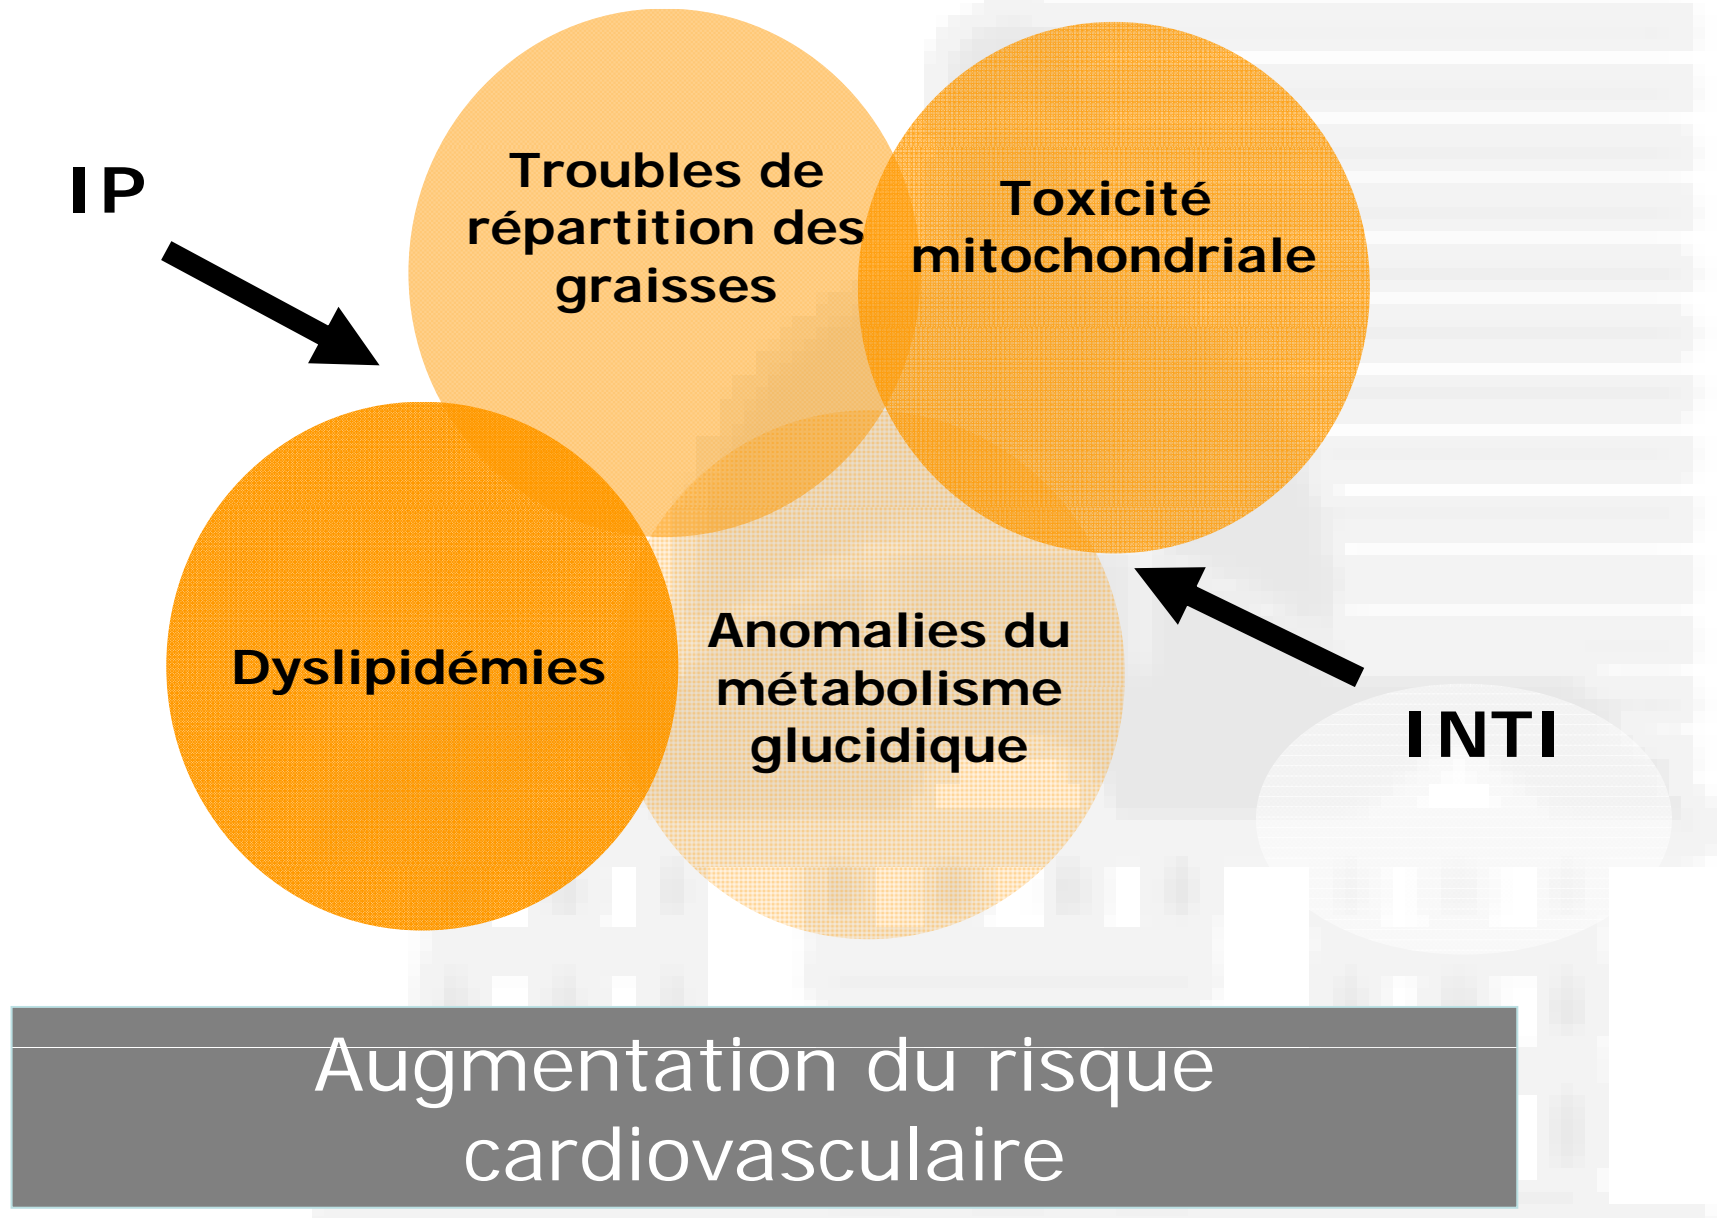 IP
Troubles de
répartition des
graisses
Toxicité
mitochondriale
Dyslipidémies
Anomalies du
métabolisme
glucidique
INTI
Augmentation du risque
cardiovasculaire